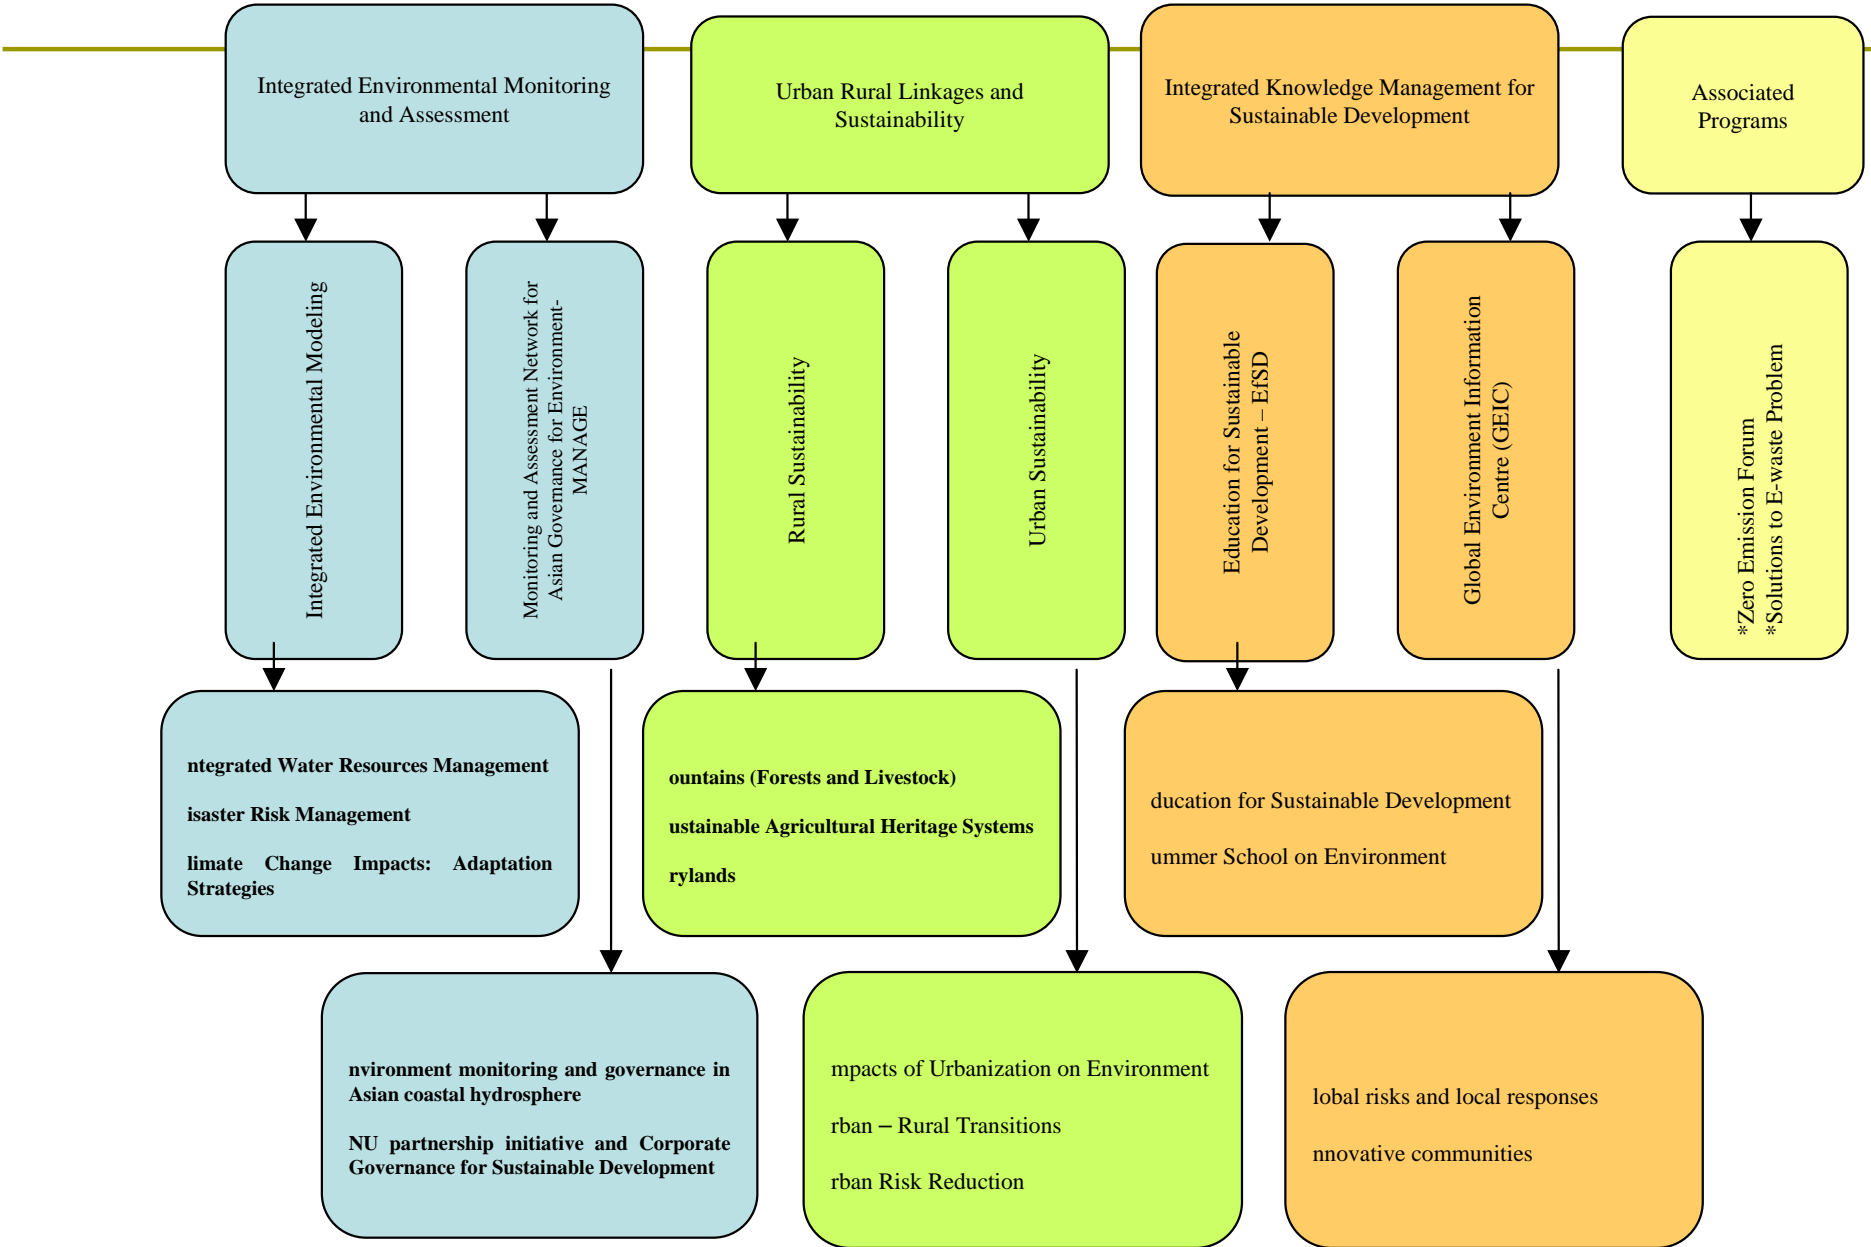 Integrated Environmental Monitoring
and Assessment
Urban Rural Linkages and
Sustainability
Integrated Knowledge Management for
Sustainable Development
Associated
Programs
Integrated Environmental Modeling
Monitoring and Assessment Network for
Asian Governance for Environment-
MANAGE
Rural Sustainability
Urban Sustainability
Education for Sustainable
Development – EfSD
Global Environment Information
Centre (GEIC)
*Zero Emission Forum
*Solutions to E-waste Problem
ntegrated Water Resources Management
isaster Risk Management
limate Change Impacts: Adaptation
Strategies
ountains (Forests and Livestock)
ustainable Agricultural Heritage Systems
rylands
ducation for Sustainable Development
ummer School on Environment
nvironment monitoring and governance in
Asian coastal hydrosphere
NU partnership initiative and Corporate
Governance for Sustainable Development
mpacts of Urbanization on Environment
rban – Rural Transitions
rban Risk Reduction
lobal risks and local responses
nnovative communities